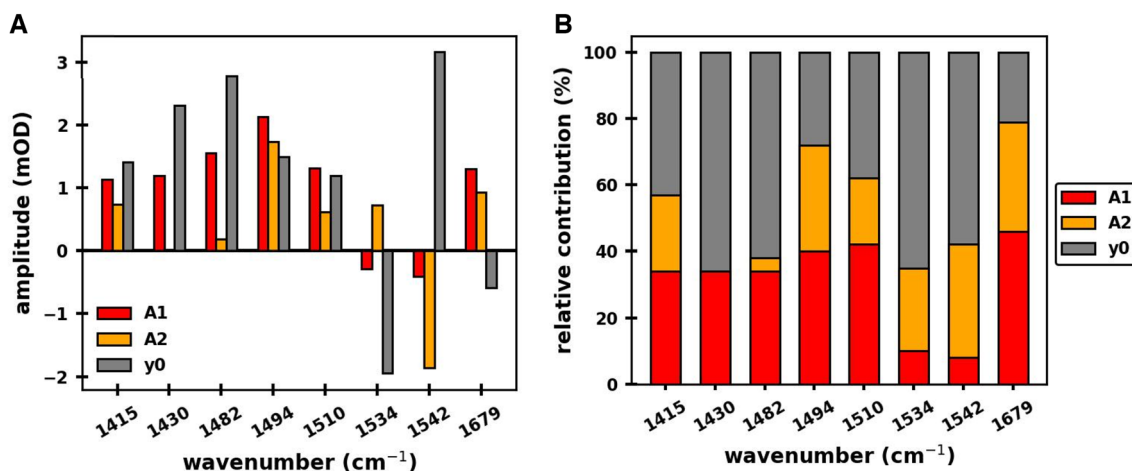 A
amplitude (mOD)
3
2
1
0
−1
−2
A1
A2
y0
1415 1430 1482 1494 1510 1534 1542 1679
wavenumber (cm⁻¹)
B
relative contribution (%)
100
80
60
40
20
0
1415 1430 1482 1494 1510 1534 1542 1679
wavenumber (cm⁻¹)
A1
A2
y0